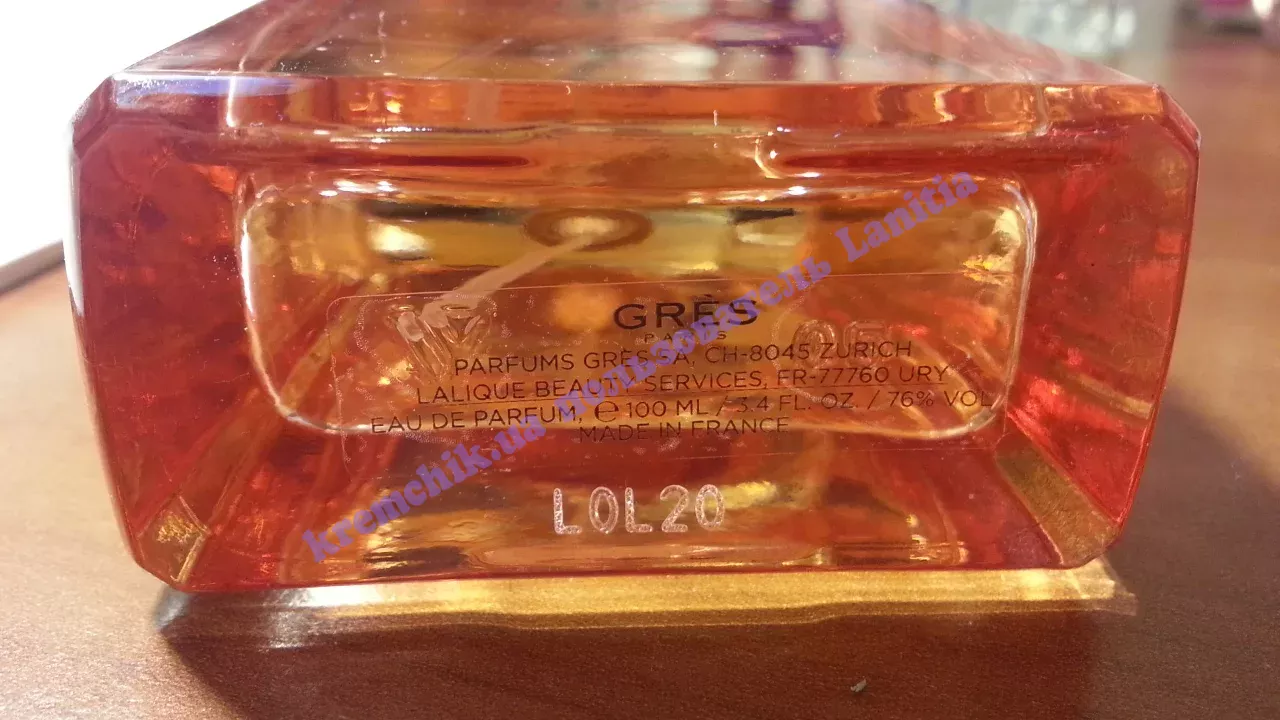 GRÈS
PARIS
PARFUMS GRÈS SA, CH-8045 ZURICH
LALIQUE BEAUTY SERVICES, FR-77760 URY
EAU DE PARFUM, ℮ 100 ML / 3.4 FL. OZ. / 76% VOL
MADE IN FRANCE
L0L20
kremchik.ua пользователь Lanitia